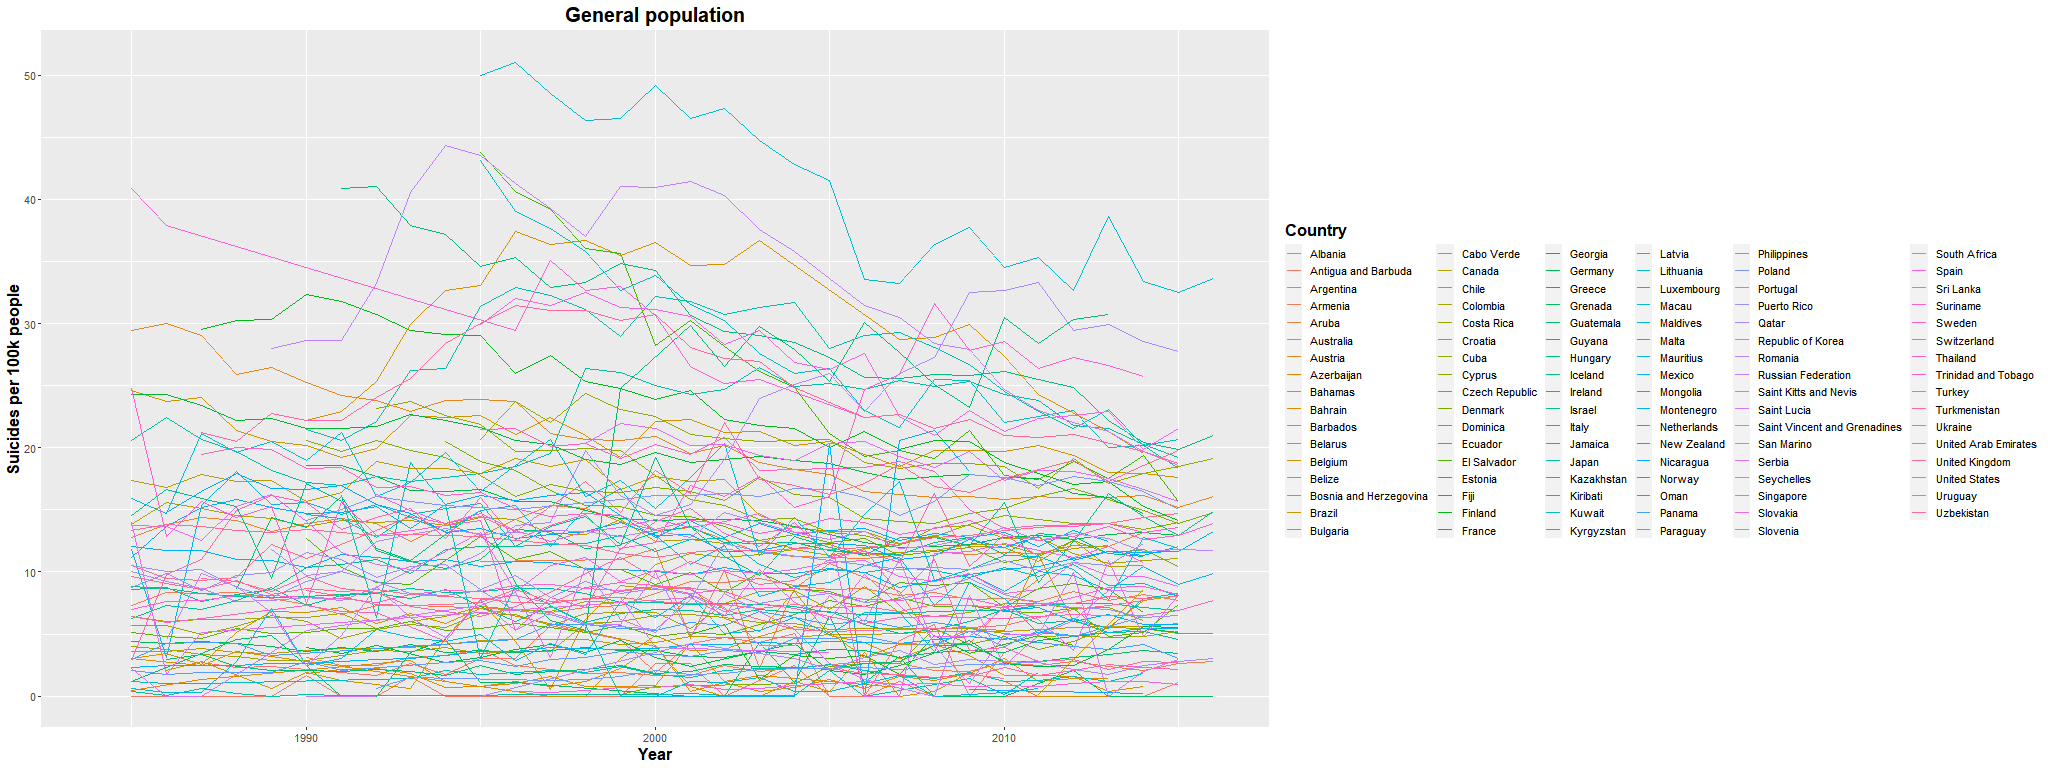 General population
Suicides per 100k people
50
40
30
20
10
0
1990
2000
2010
Year
Country
Albania
Antigua and Barbuda
Argentina
Armenia
Aruba
Australia
Austria
Azerbaijan
Bahamas
Bahrain
Barbados
Belarus
Belgium
Belize
Bosnia and Herzegovina
Brazil
Bulgaria
Cabo Verde
Canada
Chile
Colombia
Costa Rica
Croatia
Cuba
Cyprus
Czech Republic
Denmark
Dominica
Ecuador
El Salvador
Estonia
Fiji
Finland
France
Georgia
Germany
Greece
Grenada
Guatemala
Guyana
Hungary
Iceland
Ireland
Israel
Italy
Jamaica
Japan
Kazakhstan
Kiribati
Kuwait
Kyrgyzstan
Latvia
Lithuania
Luxembourg
Macau
Maldives
Malta
Mauritius
Mexico
Mongolia
Montenegro
Netherlands
New Zealand
Nicaragua
Norway
Oman
Panama
Paraguay
Philippines
Poland
Portugal
Puerto Rico
Qatar
Republic of Korea
Romania
Russian Federation
Saint Kitts and Nevis
Saint Lucia
Saint Vincent and Grenadines
San Marino
Serbia
Seychelles
Singapore
Slovakia
Slovenia
South Africa
Spain
Sri Lanka
Suriname
Sweden
Switzerland
Thailand
Trinidad and Tobago
Turkey
Turkmenistan
Ukraine
United Arab Emirates
United Kingdom
United States
Uruguay
Uzbekistan